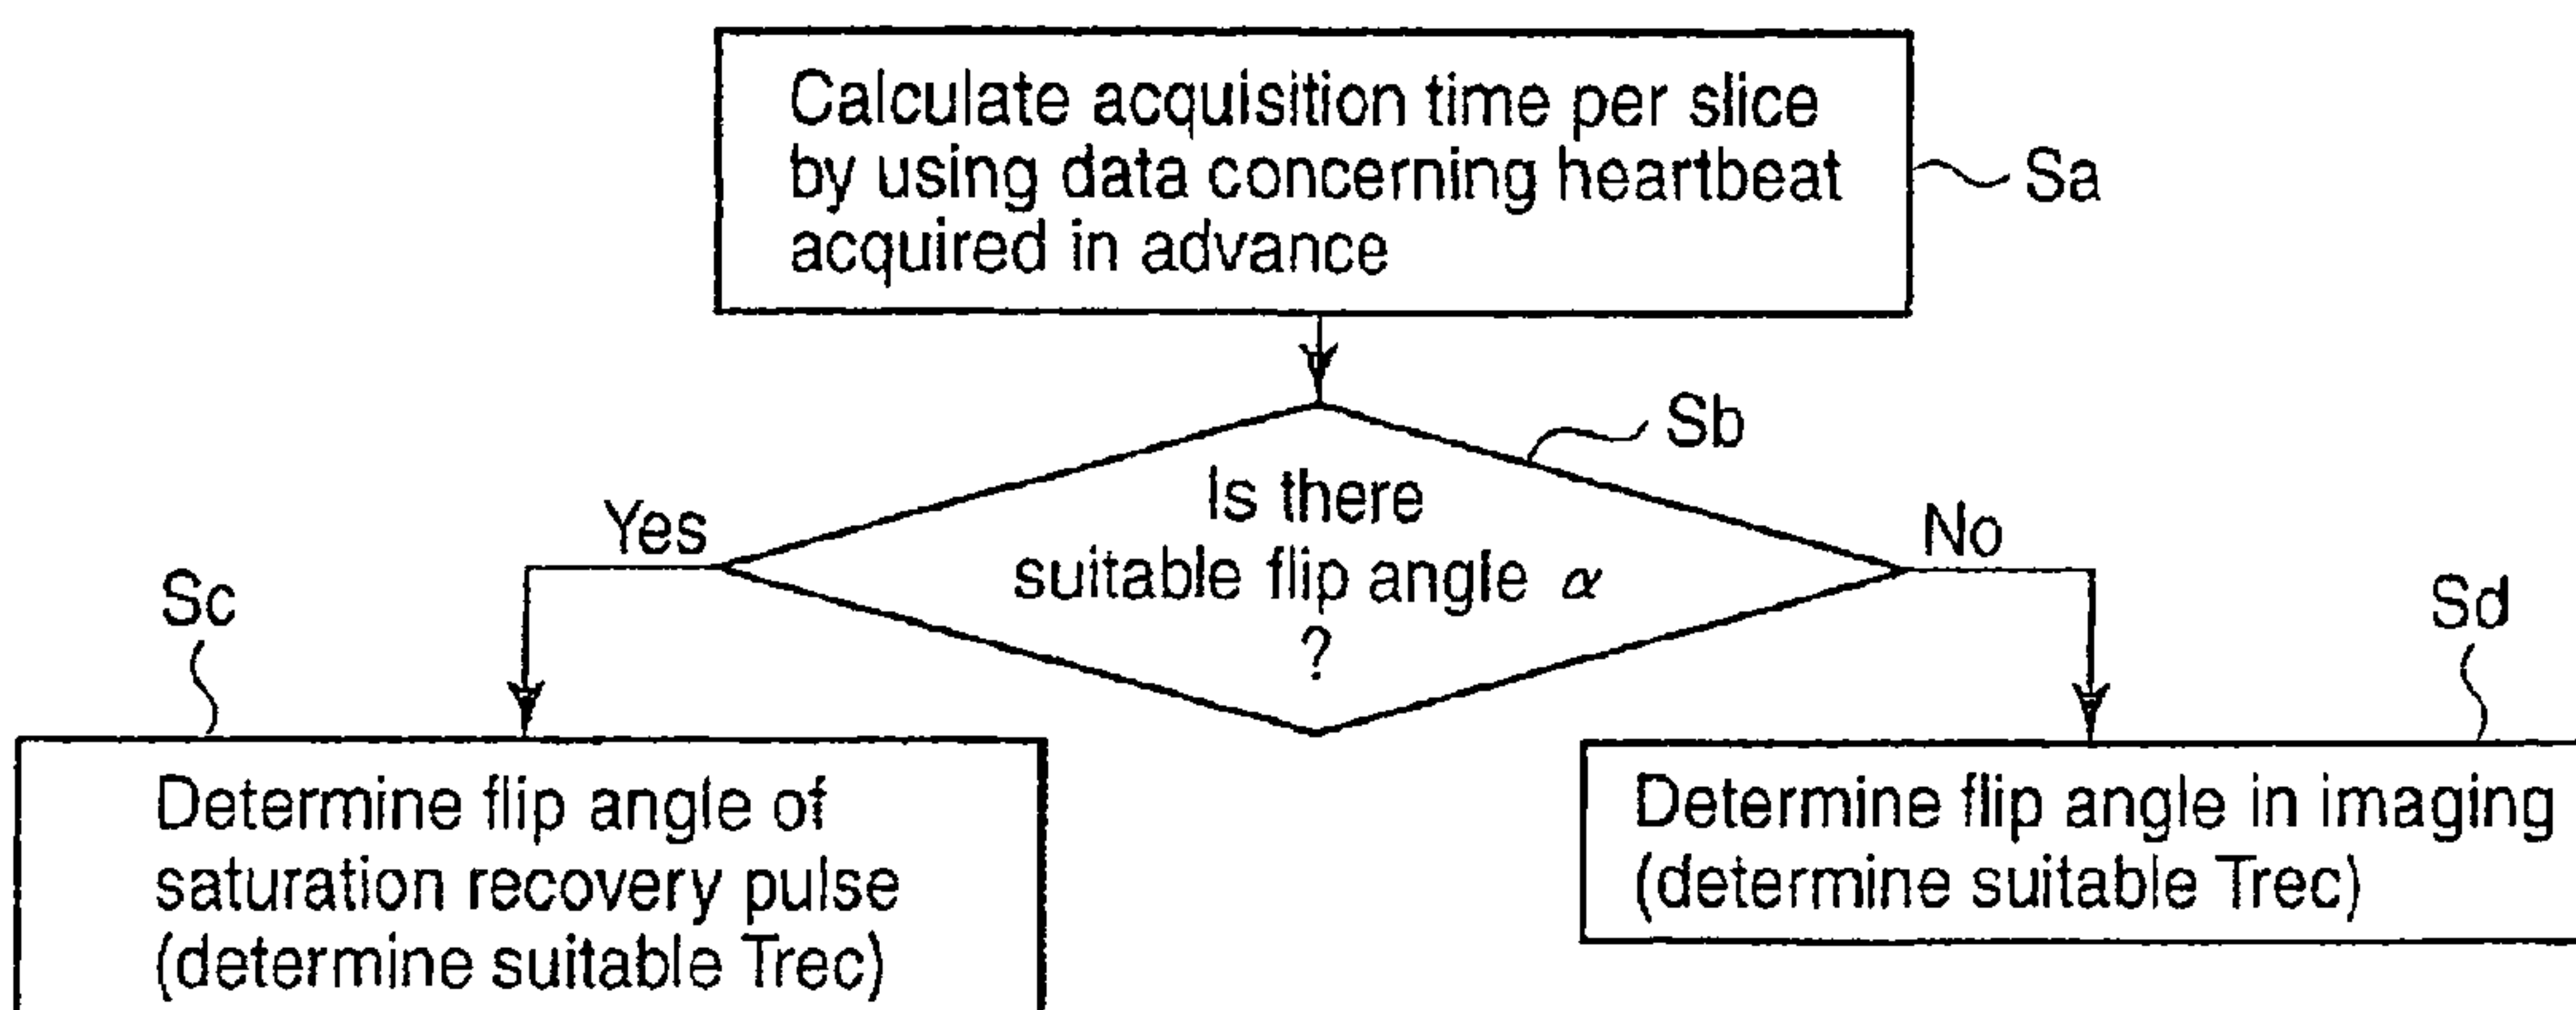 Calculate acquisition time per slice
by using data concerning heartbeat
acquired in advance
Sa
Sb
Is there
suitable flip angle α
?
Yes
No
Sc
Sd
Determine flip angle of
saturation recovery pulse
(determine suitable Trec)
Determine flip angle in imaging
(determine suitable Trec)